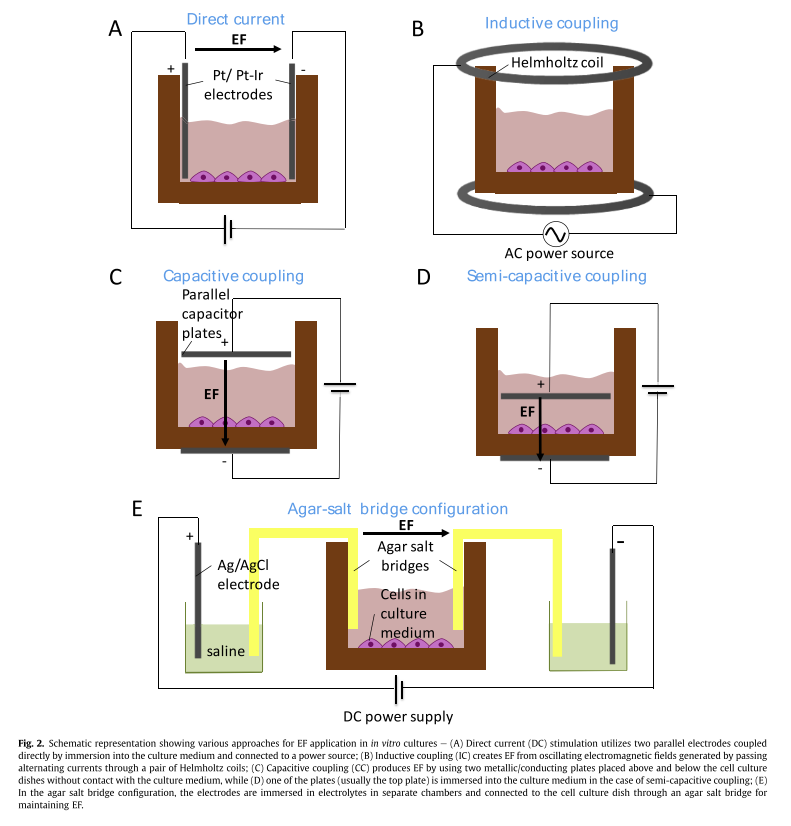 A
Direct current
EF
+
-
Pt/ Pt-Ir
electrodes
B
Inductive coupling
Helmholtz coil
AC power source
C
Capacitive coupling
Parallel
capacitor
plates
+
EF
-
D
Semi-capacitive coupling
+
EF
-
E
Agar-salt bridge configuration
EF
+
–
Agar salt
bridges
Ag/AgCl
electrode
Cells in
culture
medium
saline
DC power supply
Fig. 2. Schematic representation showing various approaches for EF application in in vitro cultures – (A) Direct current (DC) stimulation utilizes two parallel electrodes coupled
directly by immersion into the culture medium and connected to a power source; (B) Inductive coupling (IC) creates EF from oscillating electromagnetic fields generated by passing
alternating currents through a pair of Helmholtz coils; (C) Capacitive coupling (CC) produces EF by using two metallic/conducting plates placed above and below the cell culture
dishes without contact with the culture medium, while (D) one of the plates (usually the top plate) is immersed into the culture medium in the case of semi-capacitive coupling; (E)
In the agar salt bridge configuration, the electrodes are immersed in electrolytes in separate chambers and connected to the cell culture dish through an agar salt bridge for
maintaining EF.